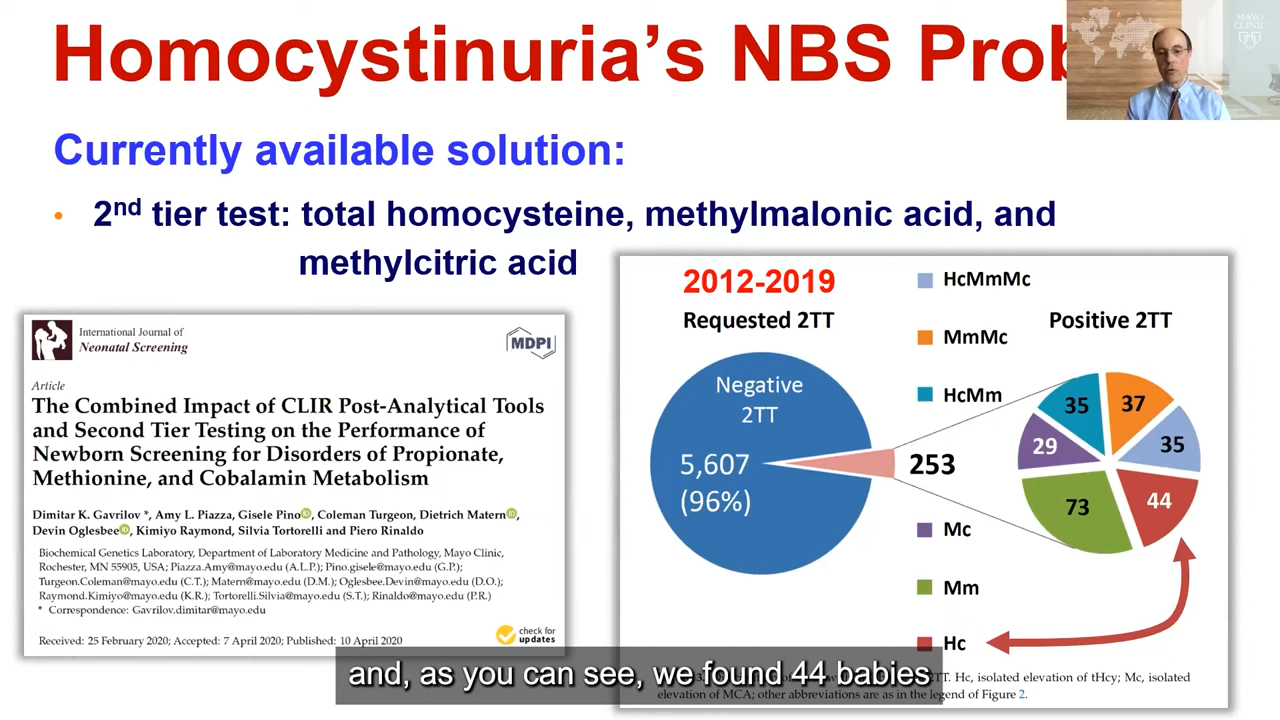 Homocystinuria's NBS Prob
MAYO
CLINIC
Currently available solution:
• 2nd tier test: total homocysteine, methylmalonic acid, and
methylcitric acid
International Journal of
Neonatal Screening
MDPI
Article
The Combined Impact of CLIR Post-Analytical Tools
and Second Tier Testing on the Performance of
Newborn Screening for Disorders of Propionate,
Methionine, and Cobalamin Metabolism
Dimitar K. Gavrilov *, Amy L. Piazza, Gisele Pino, Coleman Turgeon, Dietrich Matern,
Devin Oglesbee, Kimiyo Raymond, Silvia Tortorelli and Piero Rinaldo
Biochemical Genetics Laboratory, Department of Laboratory Medicine and Pathology, Mayo Clinic,
Rochester, MN 55905, USA; Piazza.Amy@mayo.edu (A.L.P.); Pino.gisele@mayo.edu (G.P.);
Turgeon.Coleman@mayo.edu (C.T.); Matern@mayo.edu (D.M.); Oglesbee.Devin@mayo.edu (D.O.);
Raymond.Kimiyo@mayo.edu (K.R.); Tortorelli.Silvia@mayo.edu (S.T.); Rinaldo@mayo.edu (P.R.)
* Correspondence: Gavrilov.dimitar@mayo.edu
Received: 25 February 2020; Accepted: 7 April 2020; Published: 10 April 2020
check for
updates
2012-2019
Requested 2TT
Negative
2TT
5,607
(96%)
253
HcMmMc
MmMc
HcMm
Mc
Mm
Hc
Positive 2TT
35
37
29
35
73
44
2TT. Hc, isolated elevation of tHcy; Mc, isolated
elevation of MCA; other abbreviations are as in the legend of Figure 2.
and, as you can see, we found 44 babies